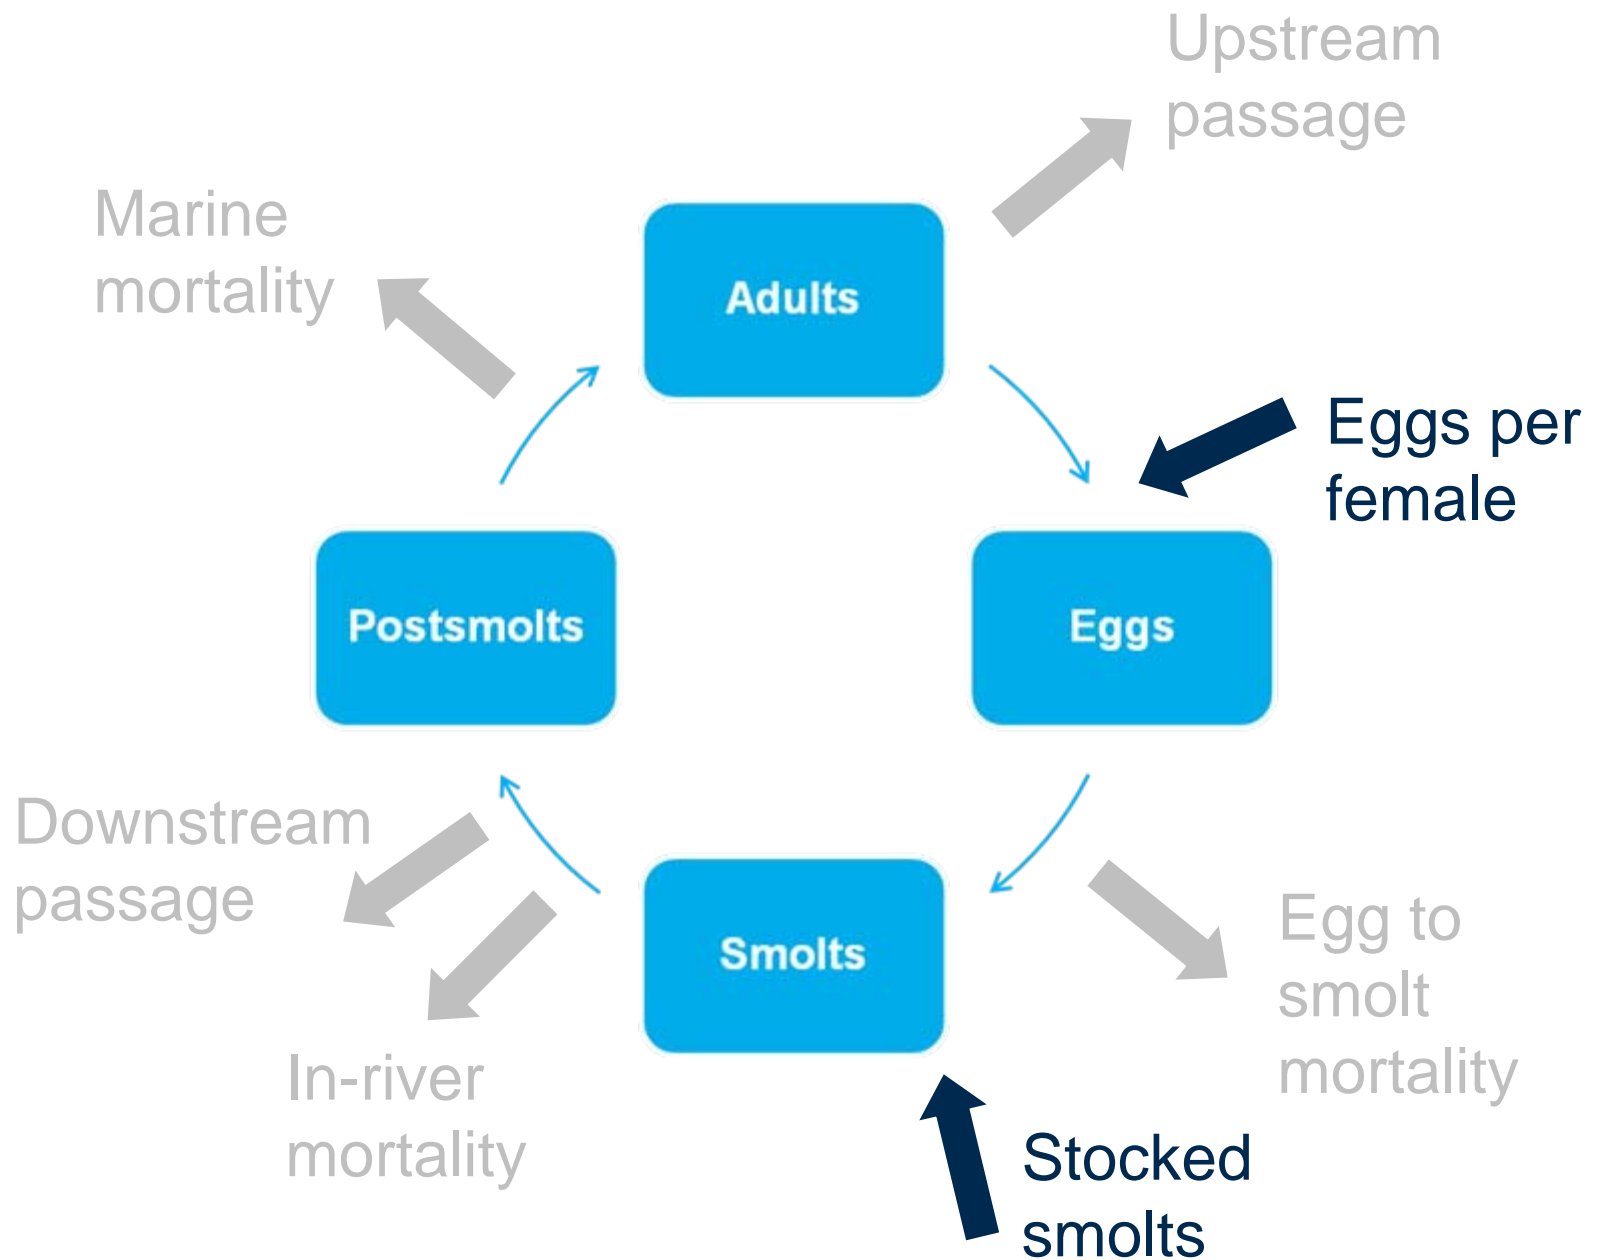 Upstream
passage
Marine
mortality
Adults
Eggs per
female
Postsmolts
Eggs
Downstream
passage
Smolts
Egg to
smolt
mortality
In-river
mortality
Stocked
smolts